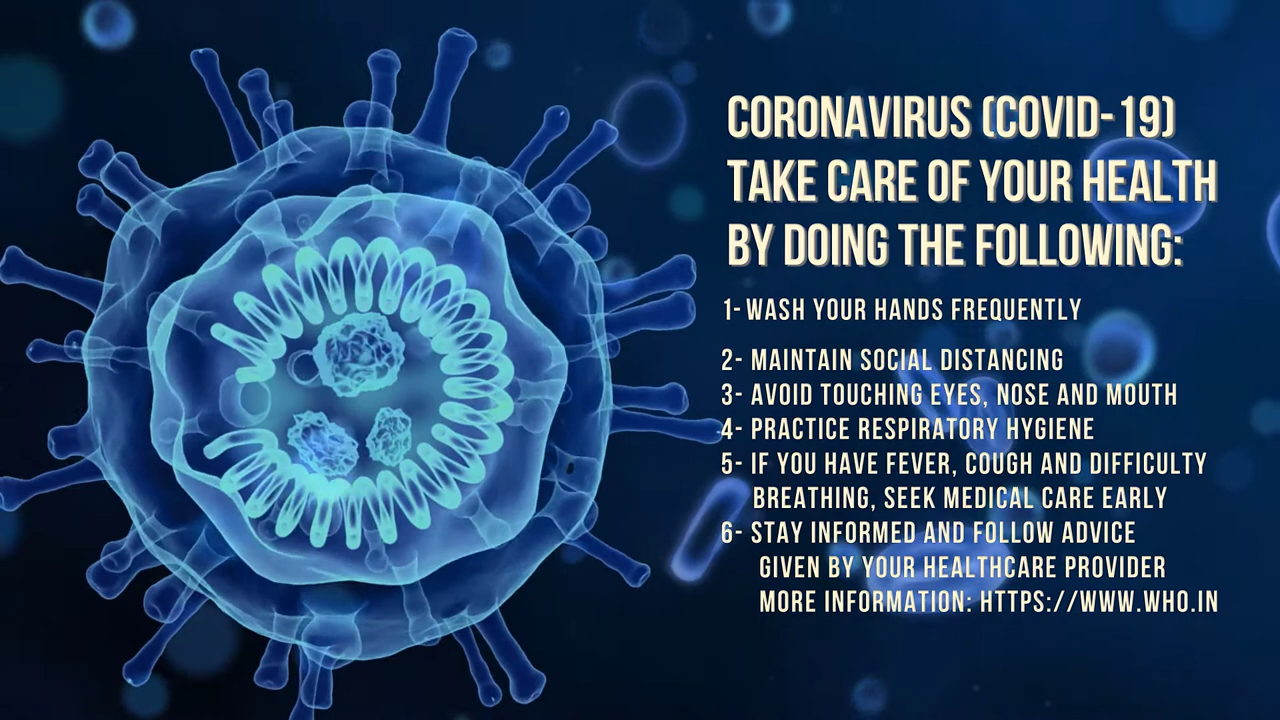 CORONAVIRUS (COVID-19)
TAKE CARE OF YOUR HEALTH
BY DOING THE FOLLOWING:
1- WASH YOUR HANDS FREQUENTLY
2- MAINTAIN SOCIAL DISTANCING
3- AVOID TOUCHING EYES, NOSE AND MOUTH
4- PRACTICE RESPIRATORY HYGIENE
5- IF YOU HAVE FEVER, COUGH AND DIFFICULTY
BREATHING, SEEK MEDICAL CARE EARLY
6- STAY INFORMED AND FOLLOW ADVICE
GIVEN BY YOUR HEALTHCARE PROVIDER
MORE INFORMATION: HTTPS://WWW.WHO.IN